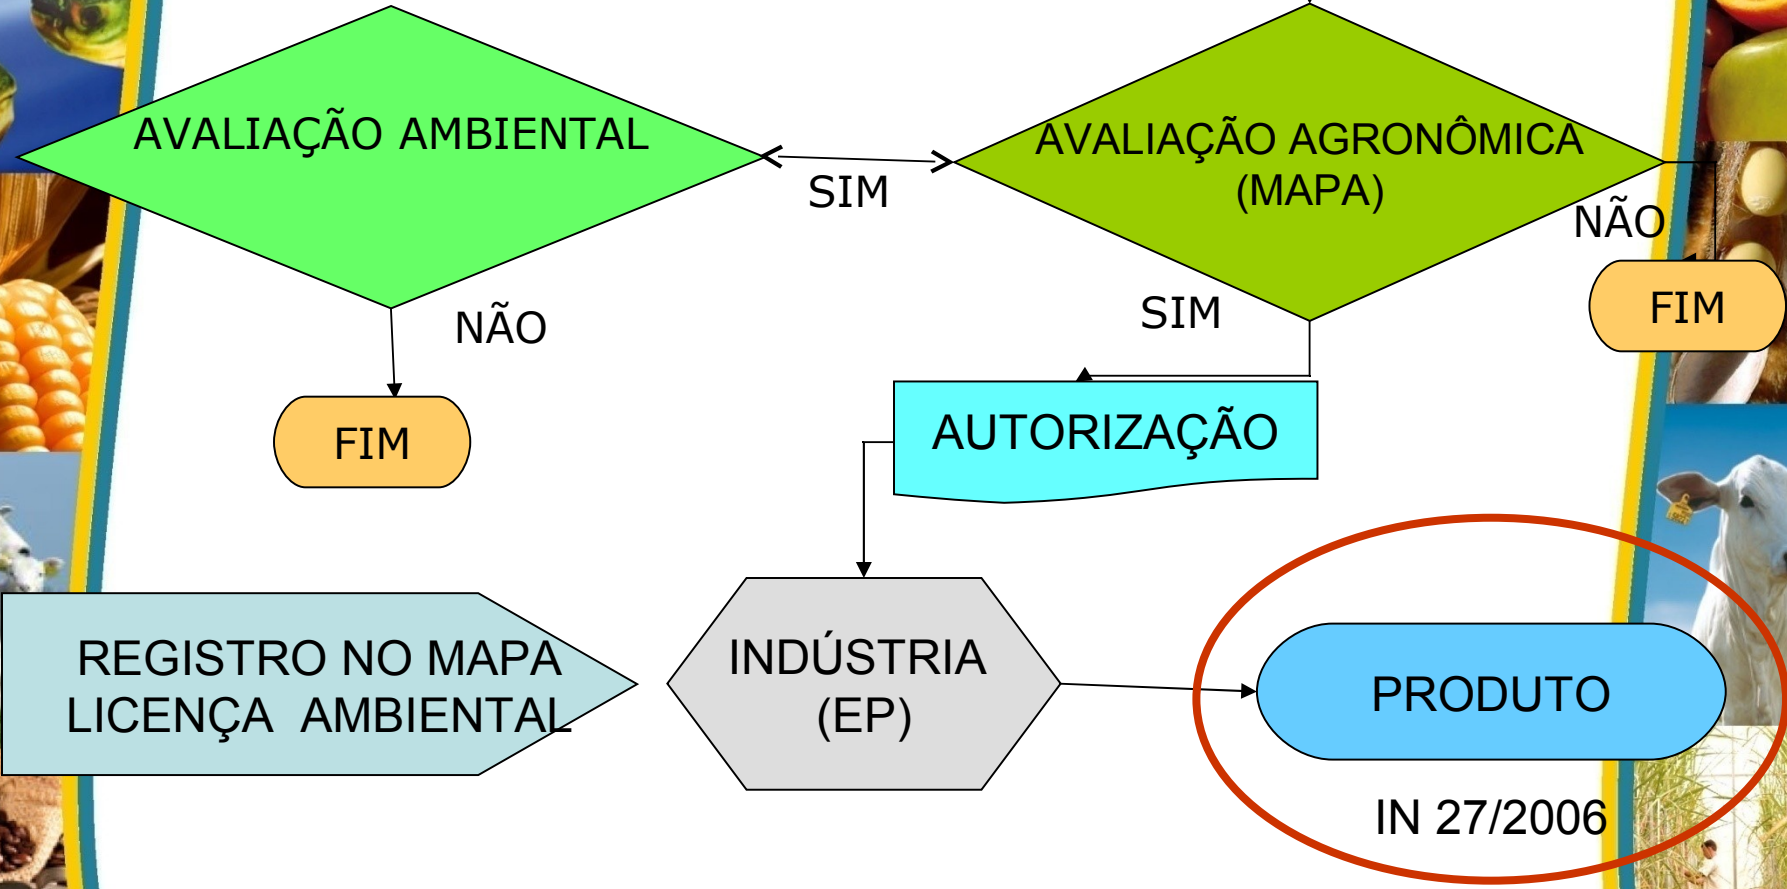 AVALIAÇÃO AMBIENTAL
SIM
AVALIAÇÃO AGRONÔMICA
(MAPA)
NÃO
FIM
SIM
NÃO
FIM
AUTORIZAÇÃO
REGISTRO NO MAPA
LICENÇA  AMBIENTAL
INDÚSTRIA
(EP)
PRODUTO
IN 27/2006